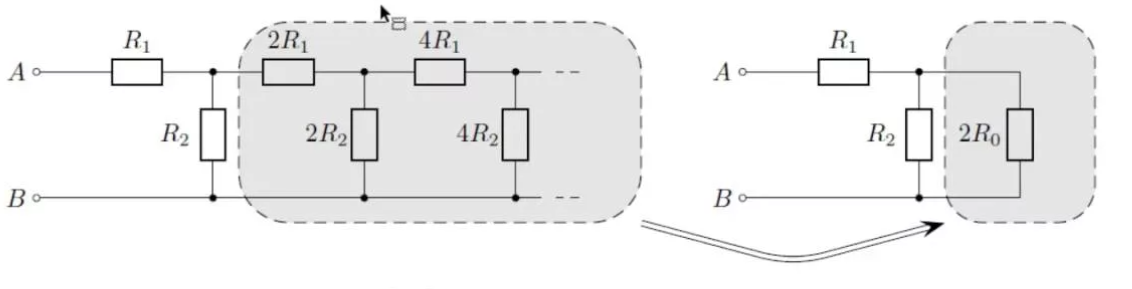 R₁ 2R₁ 4R₁ R₁
A A
R₂ 2R₂ 4R₂ R₂ 2R₀
B B